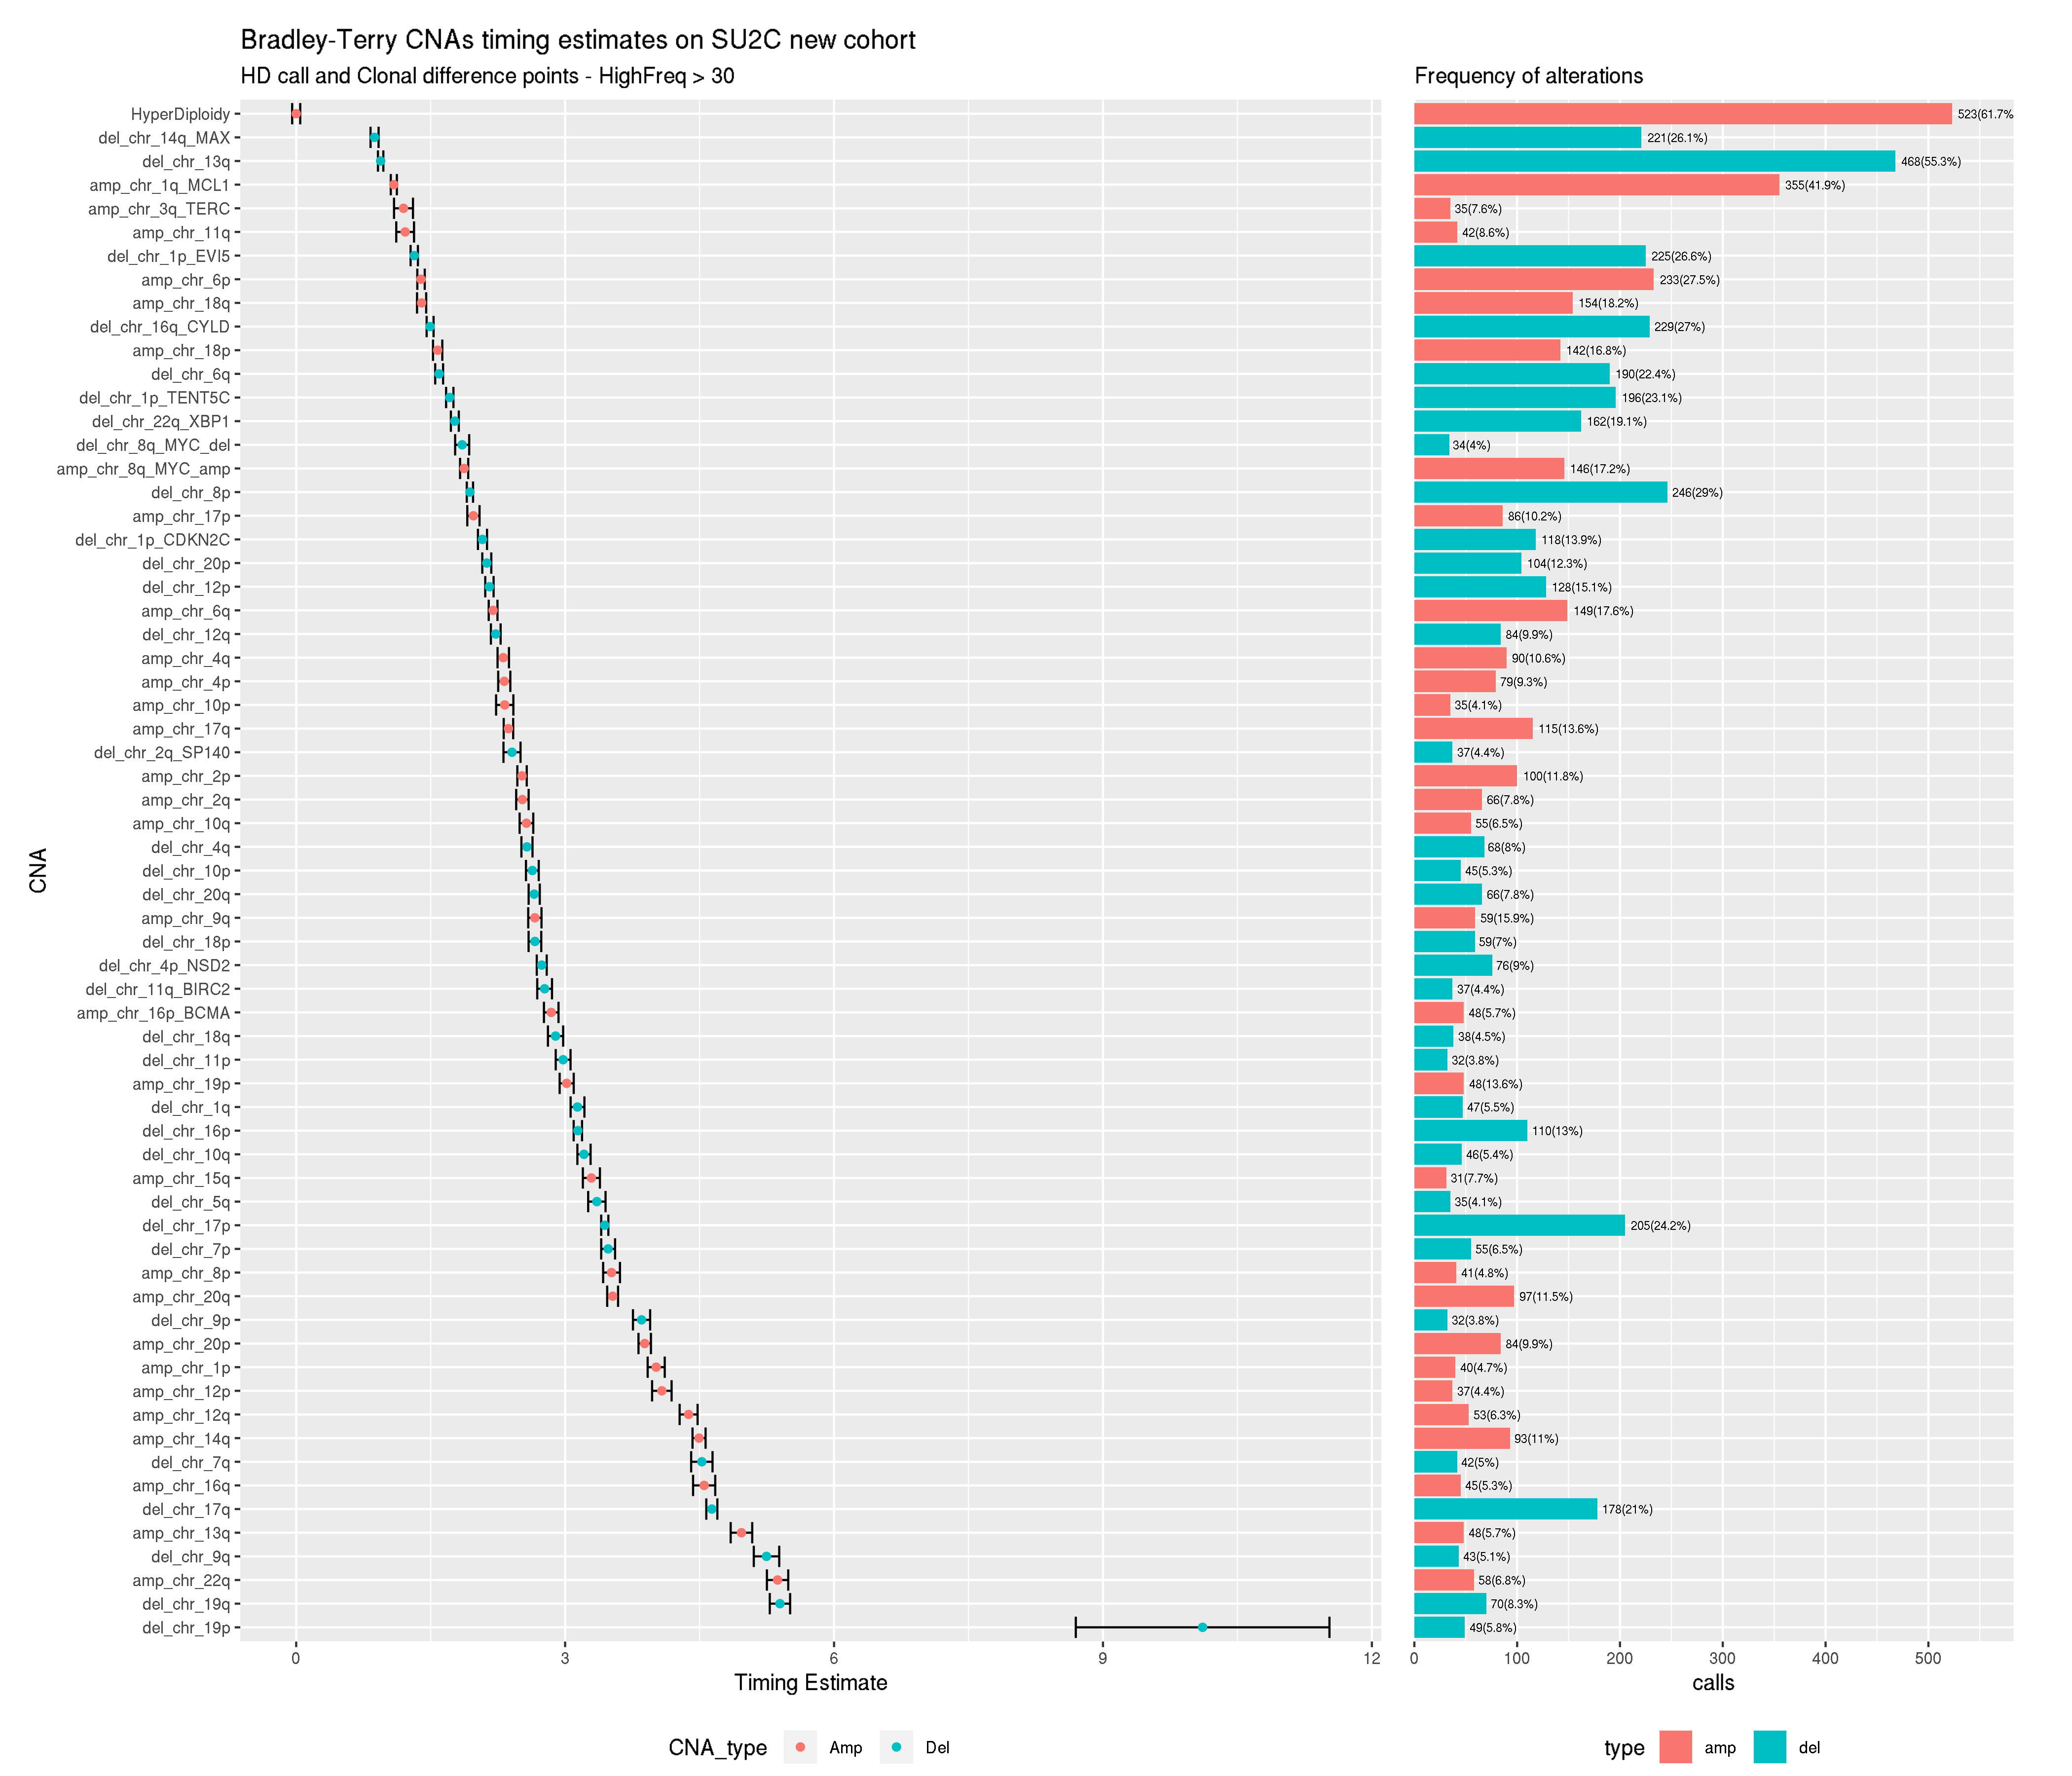 Bradley-Terry CNAs timing estimates on SU2C new cohort
HD call and Clonal difference points - HighFreq > 30
Frequency of alterations
HyperDiploidy 523(61.7%
del_chr_14q_MAX 221(26.1%)
del_chr_13q 468(55.3%)
amp_chr_1q_MCL1 355(41.9%)
amp_chr_3q_TERC 35(7.6%)
amp_chr_11q 42(8.6%)
del_chr_1p_EVI5 225(26.6%)
amp_chr_6p 233(27.5%)
amp_chr_18q 154(18.2%)
del_chr_16q_CYLD 229(27%)
amp_chr_18p 142(16.8%)
del_chr_6q 190(22.4%)
del_chr_1p_TENT5C 196(23.1%)
del_chr_22q_XBP1 162(19.1%)
del_chr_8q_MYC_del 34(4%)
amp_chr_8q_MYC_amp 146(17.2%)
del_chr_8p 246(29%)
amp_chr_17p 86(10.2%)
del_chr_1p_CDKN2C 118(13.9%)
del_chr_20p 104(12.3%)
del_chr_12p 128(15.1%)
amp_chr_6q 149(17.6%)
del_chr_12q 84(9.9%)
amp_chr_4q 90(10.6%)
amp_chr_4p 79(9.3%)
amp_chr_10p 35(4.1%)
amp_chr_17q 115(13.6%)
del_chr_2q_SP140 37(4.4%)
amp_chr_2p 100(11.8%)
amp_chr_2q 66(7.8%)
amp_chr_10q 55(6.5%)
del_chr_4q 68(8%)
del_chr_10p 45(5.3%)
del_chr_20q 66(7.8%)
amp_chr_9q 59(15.9%)
del_chr_18p 59(7%)
del_chr_4p_NSD2 76(9%)
del_chr_11q_BIRC2 37(4.4%)
amp_chr_16p_BCMA 48(5.7%)
del_chr_18q 38(4.5%)
del_chr_11p 32(3.8%)
amp_chr_19p 48(13.6%)
del_chr_1q 47(5.5%)
del_chr_16p 110(13%)
del_chr_10q 46(5.4%)
amp_chr_15q 31(7.7%)
del_chr_5q 35(4.1%)
del_chr_17p 205(24.2%)
del_chr_7p 55(6.5%)
amp_chr_8p 41(4.8%)
amp_chr_20q 97(11.5%)
del_chr_9p 32(3.8%)
amp_chr_20p 84(9.9%)
amp_chr_1p 40(4.7%)
amp_chr_12p 37(4.4%)
amp_chr_12q 53(6.3%)
amp_chr_14q 93(11%)
del_chr_7q 42(5%)
amp_chr_16q 45(5.3%)
del_chr_17q 178(21%)
amp_chr_13q 48(5.7%)
del_chr_9q 43(5.1%)
amp_chr_22q 58(6.8%)
del_chr_19q 70(8.3%)
del_chr_19p 49(5.8%)
CNA
0 3 6 9 12
0 100 200 300 400 500
Timing Estimate
calls
CNA_type Amp Del
type amp del